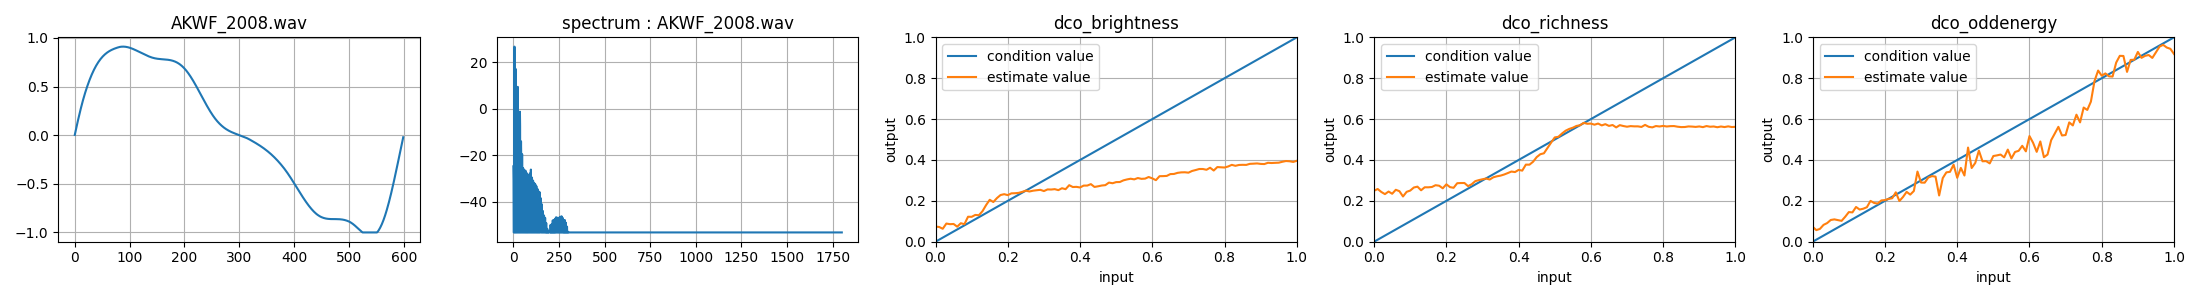 AKWF_2008.wav
1.0
0.5
0.0
−0.5
−1.0
0 100 200 300 400 500 600
spectrum : AKWF_2008.wav
20
0
−20
−40
0 250 500 750 1000 1250 1500 1750
dco_brightness
condition value
estimate value
output
1.0
0.8
0.6
0.4
0.2
0.0
0.0 0.2 0.4 0.6 0.8 1.0
input
dco_richness
condition value
estimate value
output
1.0
0.8
0.6
0.4
0.2
0.0
0.0 0.2 0.4 0.6 0.8 1.0
input
dco_oddenergy
condition value
estimate value
output
1.0
0.8
0.6
0.4
0.2
0.0
0.0 0.2 0.4 0.6 0.8 1.0
input